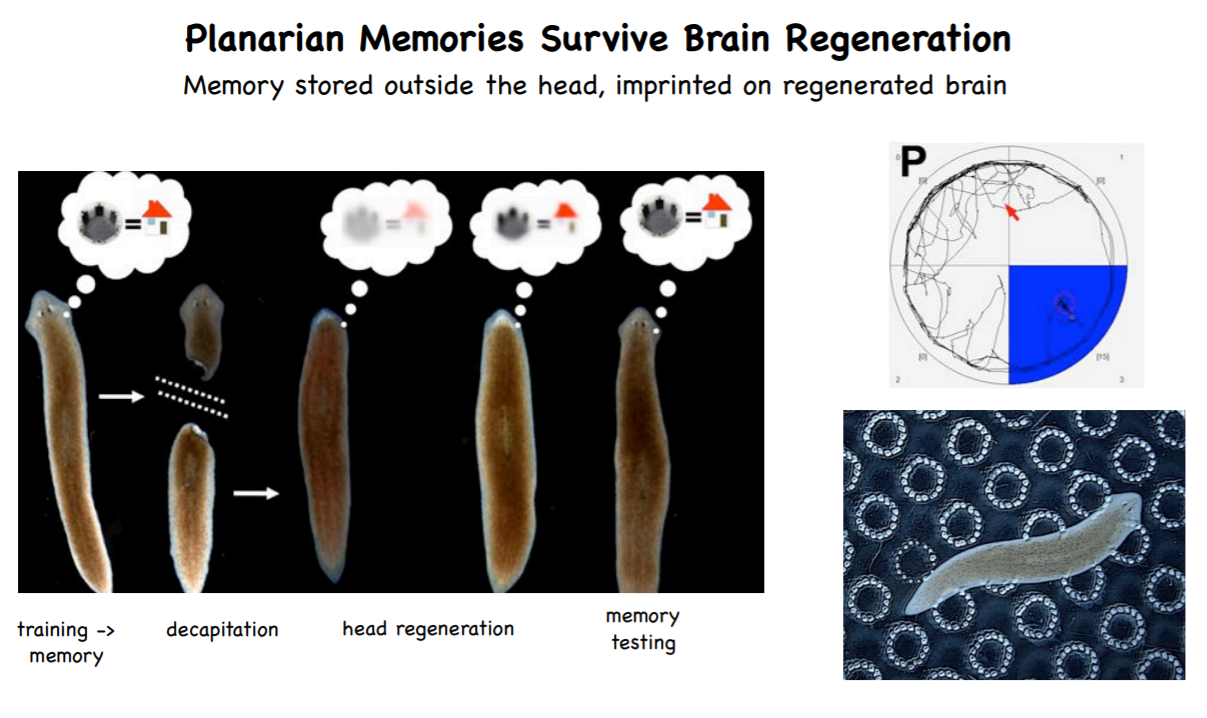 Planarian Memories Survive Brain Regeneration
Memory stored outside the head, imprinted on regenerated brain
=
=
=
=
P
0
1
[0]
[0]
[0]
[15]
2
3
training ->
memory
decapitation
head regeneration
memory
testing